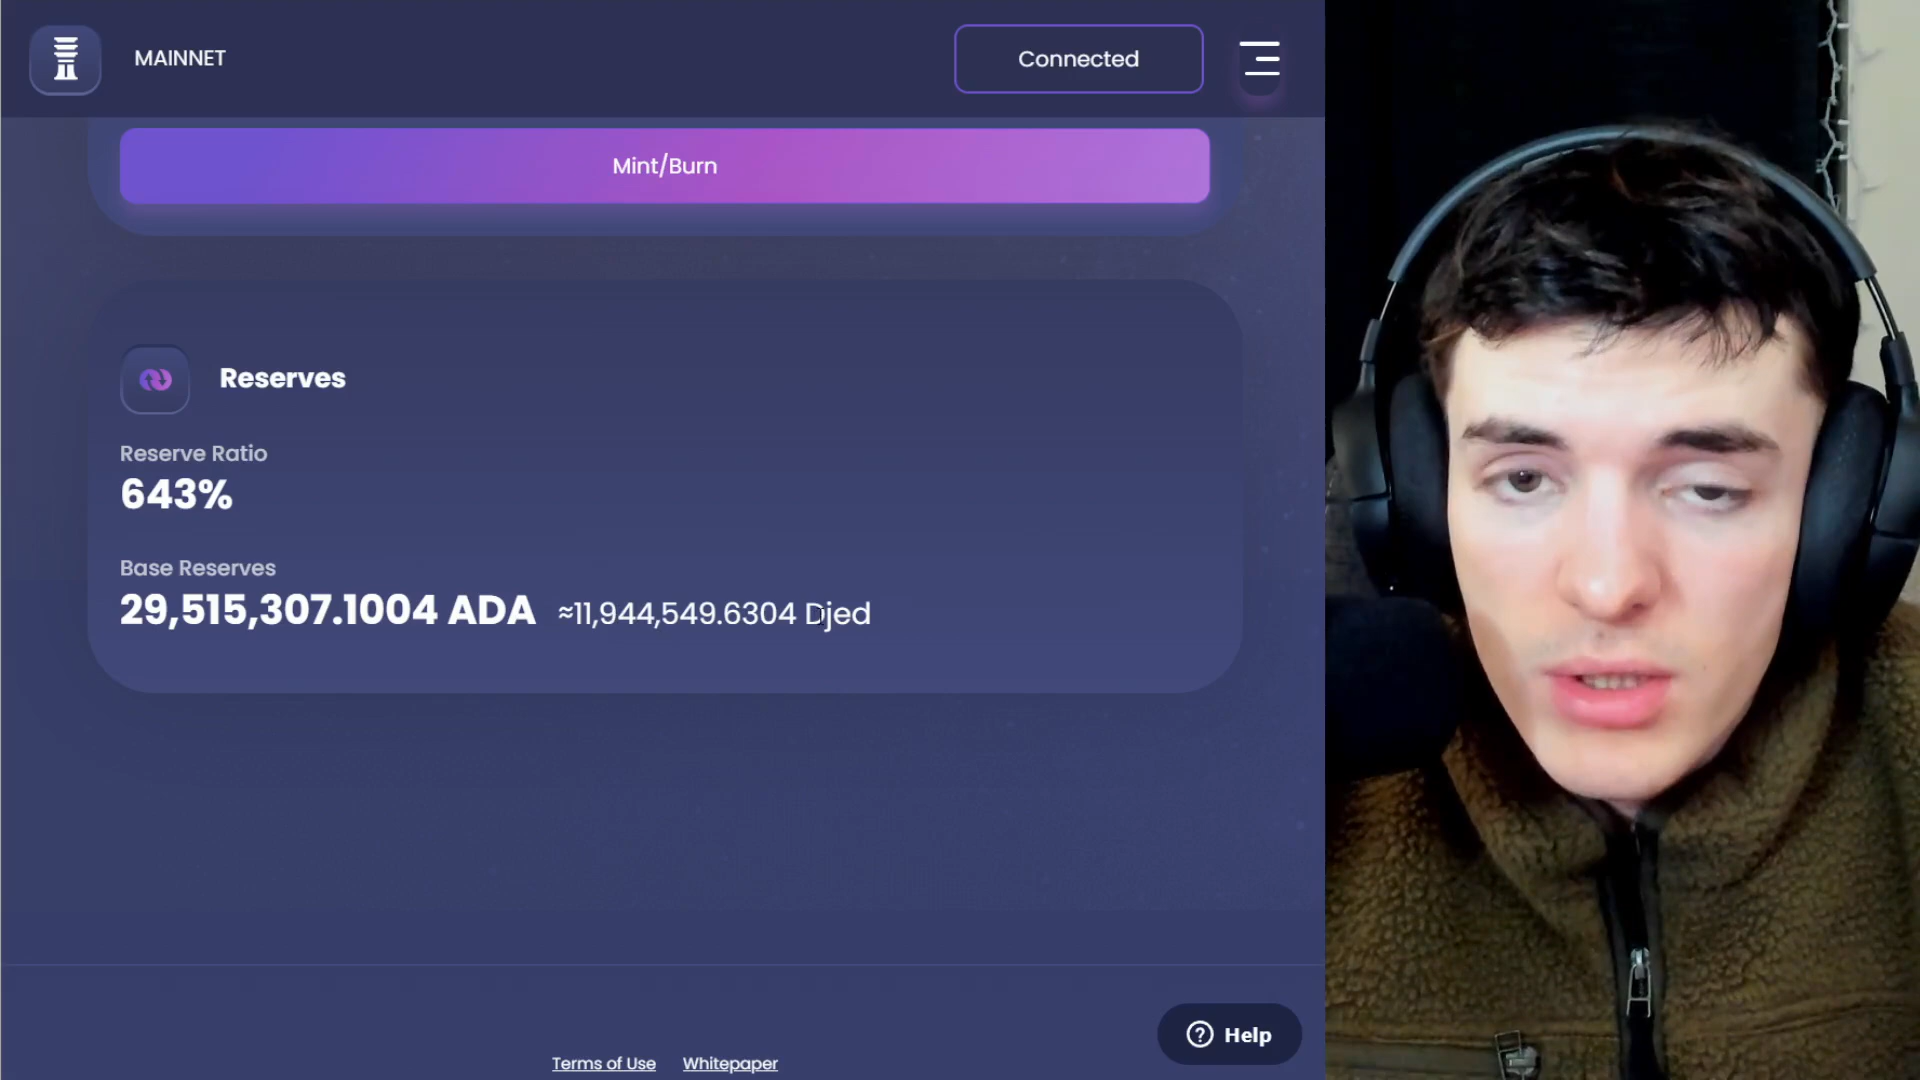 MAINNET
Connected
Mint/Burn
Reserves
Reserve Ratio
643%
Base Reserves
29,515,307.1004 ADA ≈11,944,549.6304 Djed
Help
Terms of Use Whitepaper